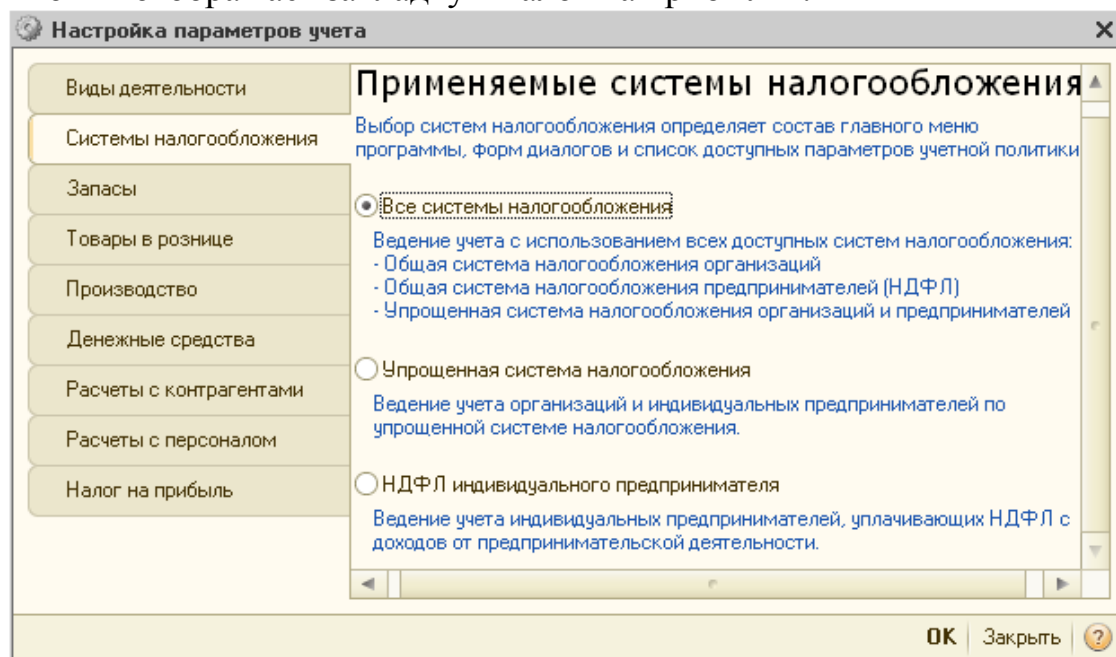 Настройка параметров учета
Виды деятельности
Системы налогообложения
Запасы
Товары в рознице
Производство
Денежные средства
Расчеты с контрагентами
Расчеты с персоналом
Налог на прибыль
Применяемые системы налогообложения
Выбор систем налогообложения определяет состав главного меню
программы, форм диалогов и список доступных параметров учетной политики
Все системы налогообложения
Ведение учета с использованием всех доступных систем налогообложения:
- Общая система налогообложения организаций
- Общая система налогообложения предпринимателей (НДФЛ)
- Упрощенная система налогообложения организаций и предпринимателей
Упрощенная система налогообложения
Ведение учета организаций и индивидуальных предпринимателей по
упрощенной системе налогообложения.
НДФЛ индивидуального предпринимателя
Ведение учета индивидуальных предпринимателей, уплачивающих НДФЛ с
доходов от предпринимательской деятельности.
ОК Закрыть ?